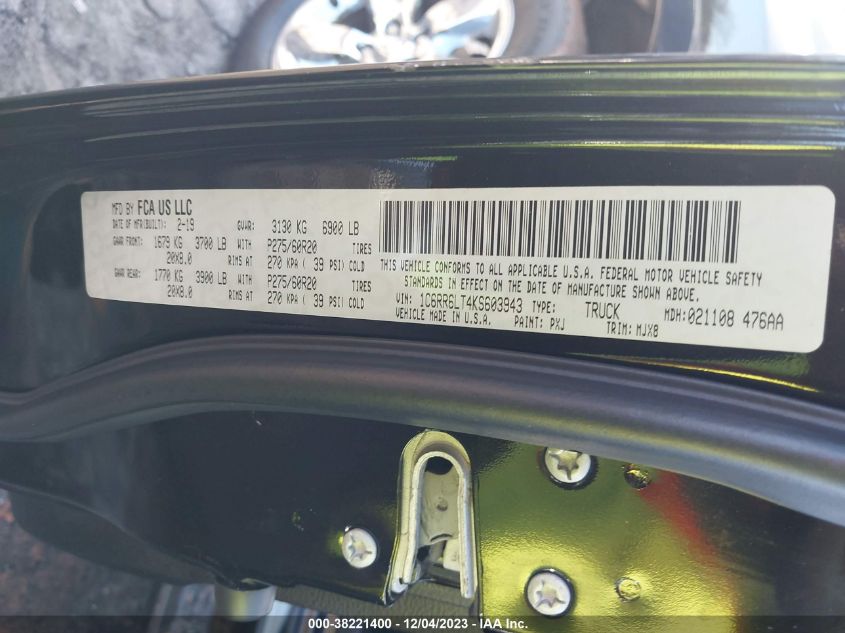 MFD BY FCA US LLC
DATE OF MFR(BUILT): 2-19 GVWR: 3130 KG 6900 LB
GAWR FRONT: 1679 KG 3700 LB WITH P275/60R20 TIRES
20X8.0 RIMS AT 270 KPA ( 39 PSI) COLD
GAWR REAR: 1770 KG 3900 LB WITH P275/60R20 TIRES
20X8.0 RIMS AT 270 KPA ( 39 PSI) COLD
THIS VEHICLE CONFORMS TO ALL APPLICABLE U.S.A. FEDERAL MOTOR VEHICLE SAFETY
STANDARDS IN EFFECT ON THE DATE OF MANUFACTURE SHOWN ABOVE.
VIN: 1C6RR6LT4KS603943 TYPE: TRUCK MDH:021108 476AA
VEHICLE MADE IN U.S.A. PAINT: PXJ TRIM: MJX8
000-38221400 - 12/04/2023 - IAAI.COM